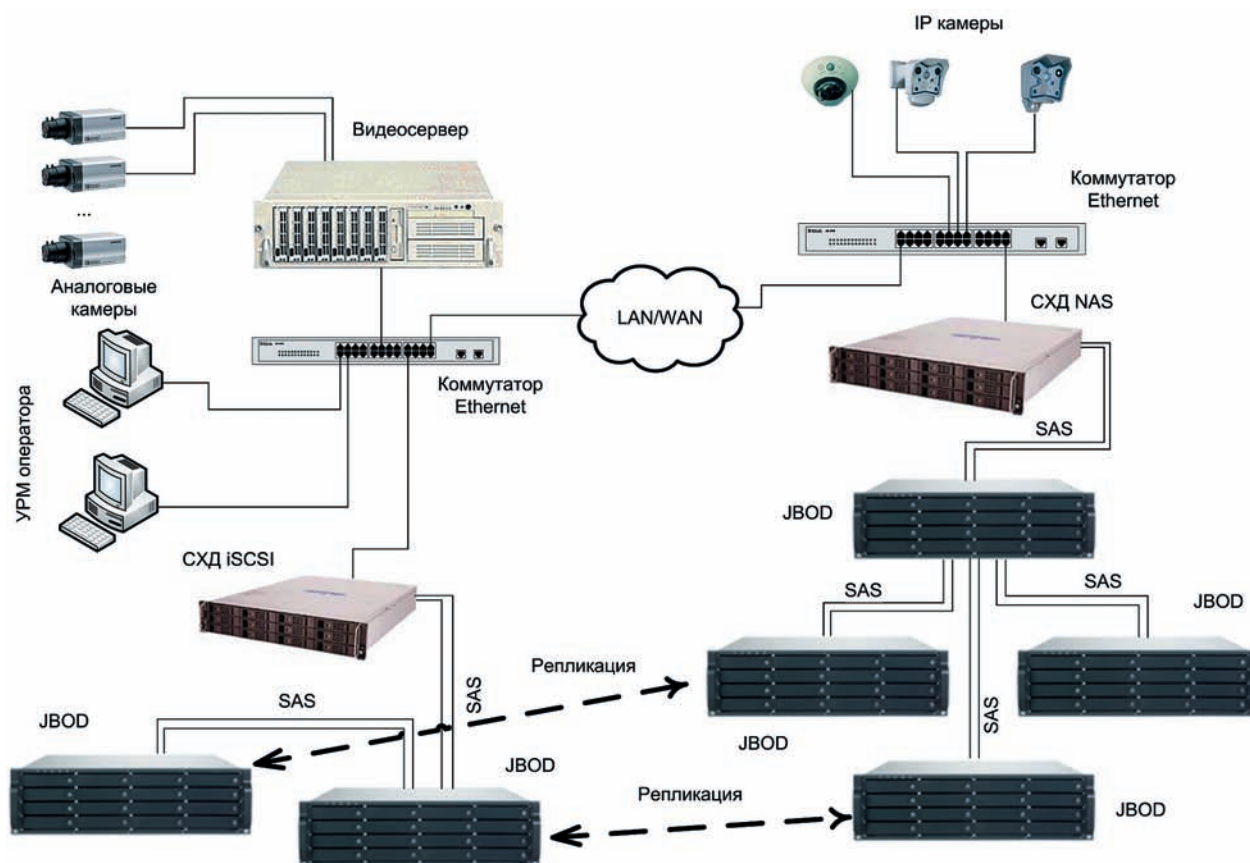 IP камеры
Видеосервер
Коммутатор
Ethernet
...
Аналоговые
камеры
СХД NAS
LAN/WAN
Коммутатор
Ethernet
УРМ оператора
SAS
JBOD
СХД iSCSI
SAS
SAS
JBOD
Репликация
SAS
SAS
SAS
JBOD
JBOD
JBOD
Репликация
JBOD